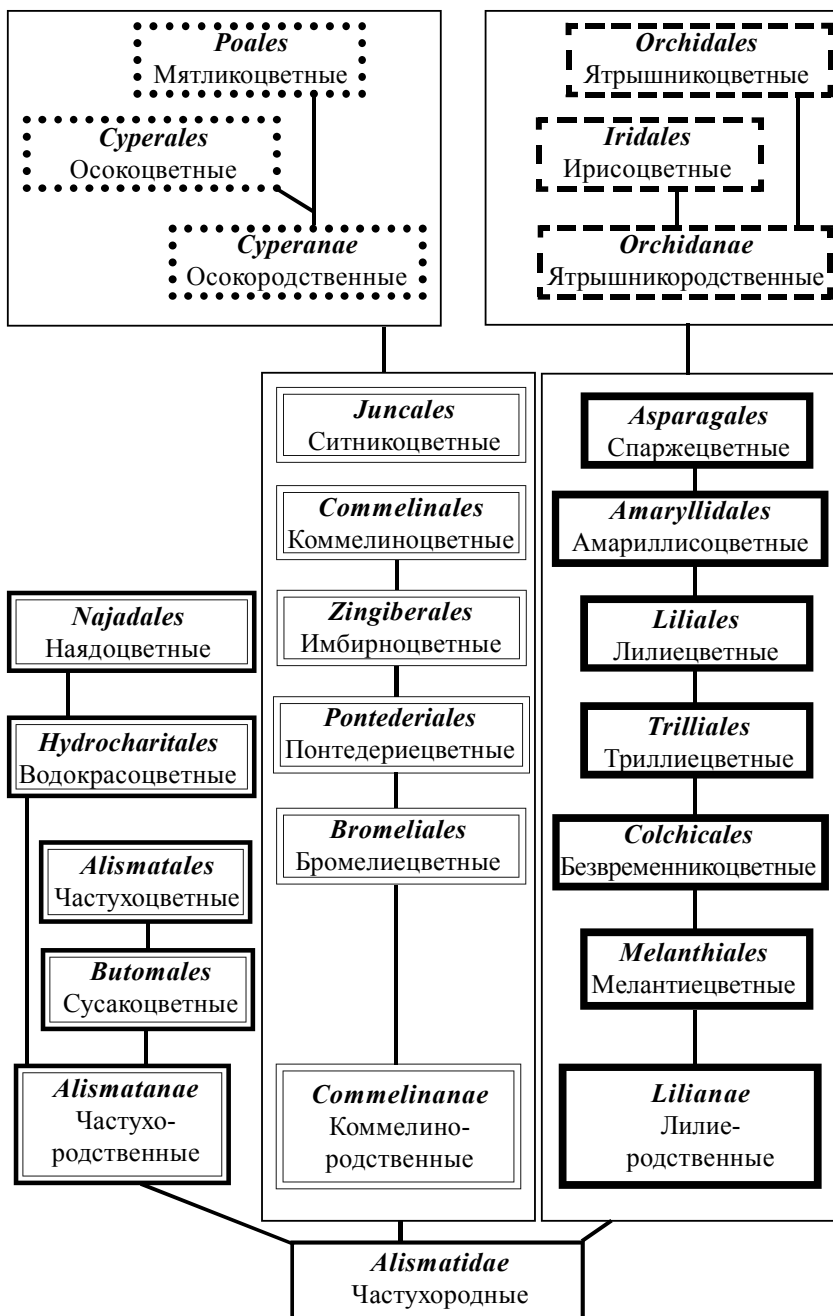 Poales
Мятликоцветные
Cyperales
Осокоцветные
Cyperanae
Осокородственные
Orchidales
Ятрышникоцветные
Iridales
Ирисоцветные
Orchidanae
Ятрышникородственные
Juncales
Ситникоцветные
Commelinales
Коммелиноцветные
Zingiberales
Имбирноцветные
Pontederiales
Понтедериецветные
Bromeliales
Бромелиецветные
Commelinanae
Коммелино-
родственные
Asparagales
Спаржецветные
Amaryllidales
Амариллисоцветные
Liliales
Лилиецветные
Trilliales
Триллиецветные
Colchicales
Безвременникоцветные
Melanthiales
Мелантиецветные
Lilianae
Лилие-
родственные
Najadales
Наядоцветные
Hydrocharitales
Водокрасоцветные
Alismatales
Частухоцветные
Butomales
Сусакоцветные
Alismatanae
Частухо-
родственные
Alismatidae
Частухородные